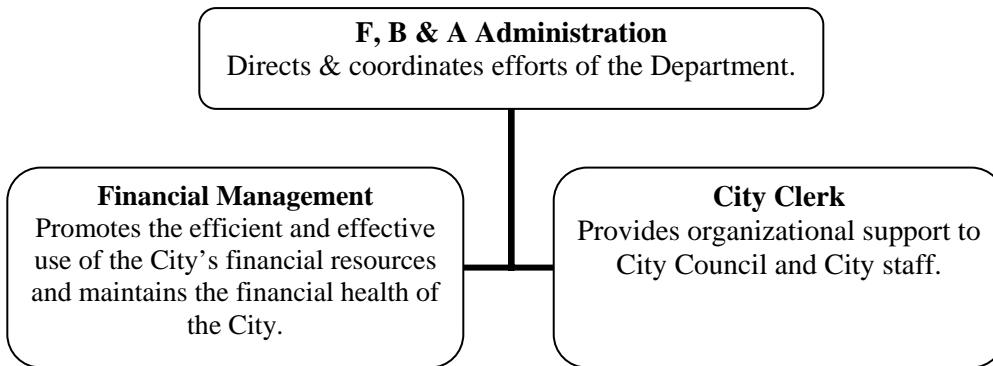 F, B & A Administration
Directs & coordinates efforts of the Department.
Financial Management
Promotes the efficient and effective
use of the City’s financial resources
and maintains the financial health of
the City.
City Clerk
Provides organizational support to
City Council and City staff.